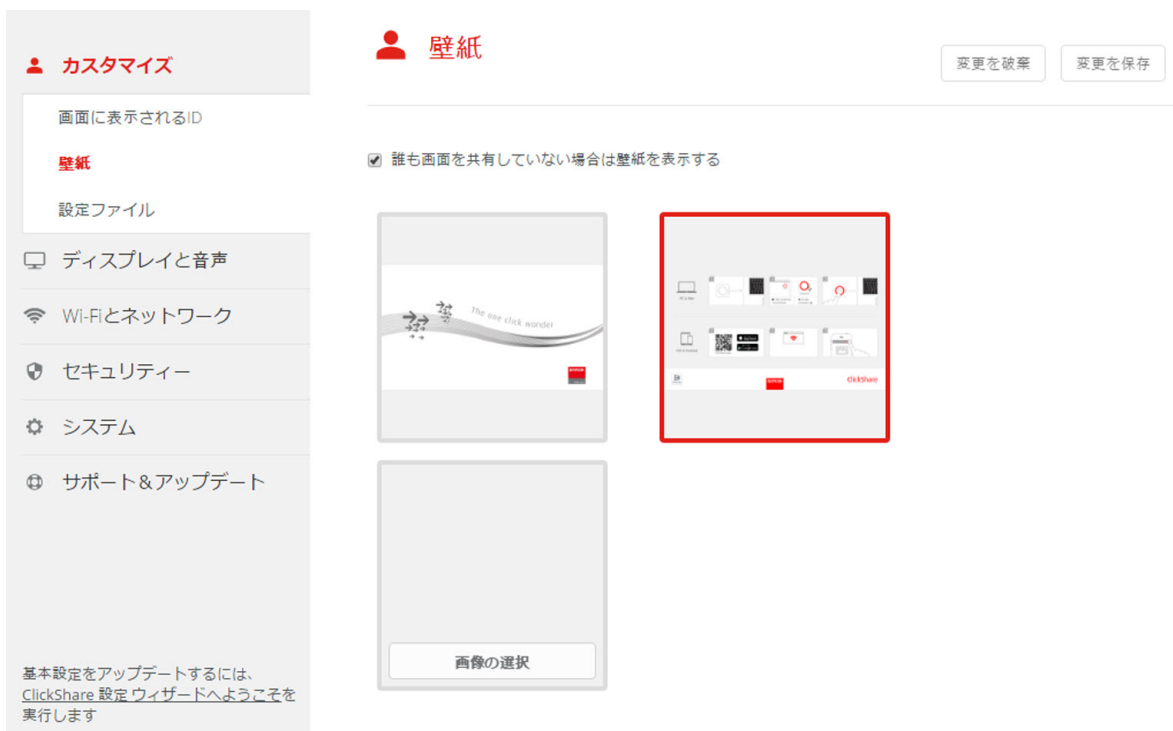 カスタマイズ
画面に表示されるID
壁紙
設定ファイル
ディスプレイと音声
Wi-Fiとネットワーク
セキュリティー
システム
サポート＆アップデート
基本設定をアップデートするには、
ClickShare 設定 ウィザードへようこそを
実行します
壁紙
変更を破棄
変更を保存
誰も画面を共有していない場合は壁紙を表示する
The one click wonder
ClickShare
画像の選択